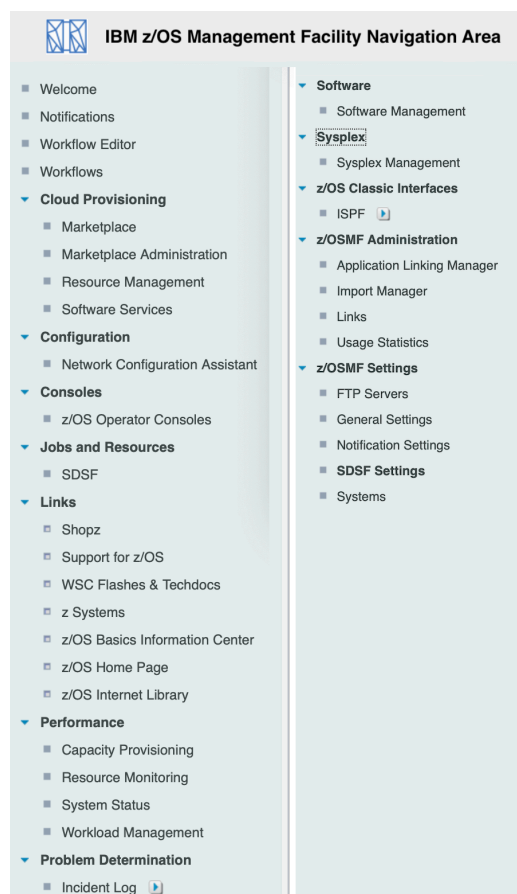 IBM z/OS Management Facility Navigation Area
Welcome
Notifications
Workflow Editor
Workflows
Cloud Provisioning
Marketplace
Marketplace Administration
Resource Management
Software Services
Configuration
Network Configuration Assistant
Consoles
z/OS Operator Consoles
Jobs and Resources
SDSF
Links
Shopz
Support for z/OS
WSC Flashes & Techdocs
z Systems
z/OS Basics Information Center
z/OS Home Page
z/OS Internet Library
Performance
Capacity Provisioning
Resource Monitoring
System Status
Workload Management
Problem Determination
Incident Log
Software
Software Management
Sysplex
Sysplex Management
z/OS Classic Interfaces
ISPF
z/OSMF Administration
Application Linking Manager
Import Manager
Links
Usage Statistics
z/OSMF Settings
FTP Servers
General Settings
Notification Settings
SDSF Settings
Systems